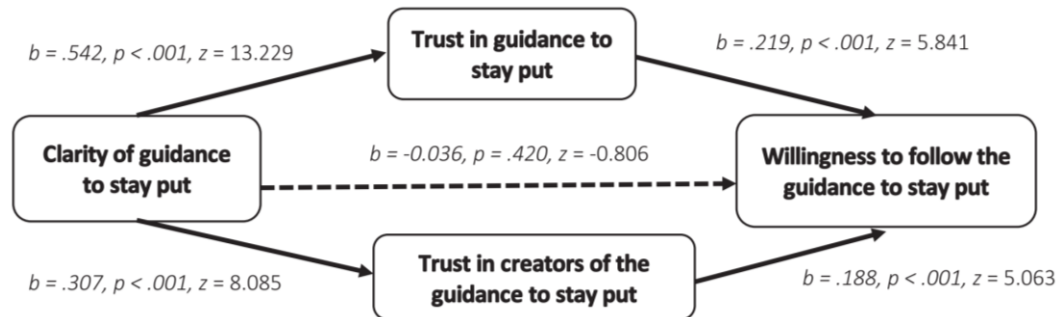 b = .542, p < .001, z = 13.229
Trust in guidance to
stay put
b = .219, p < .001, z = 5.841
Clarity of guidance
to stay put
b = -0.036, p = .420, z = -0.806
Willingness to follow the
guidance to stay put
b = .307, p < .001, z = 8.085
Trust in creators of the
guidance to stay put
b = .188, p < .001, z = 5.063